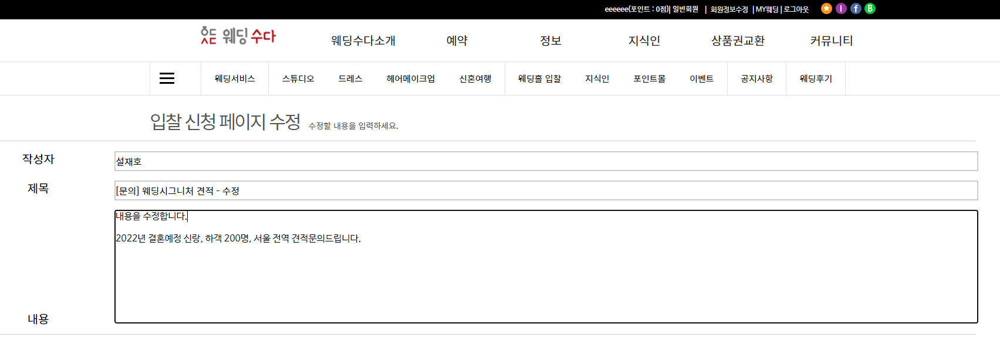 eeeeee(포인트 : 0점)| 일반회원 | 회원정보수정 | MY웨딩 | 로그아웃
웨딩수다
웨딩수다소개 예약 정보 지식인 상품권교환 커뮤니티
웨딩서비스 스튜디오 드레스 헤어메이크업 신혼여행 웨딩홀 입찰 지식인 포인트몰 이벤트 공지사항 웨딩후기
입찰 신청 페이지 수정 수정할 내용을 입력하세요.
작성자 설재호
제목 [문의] 웨딩시그니처 견적 - 수정
내용을 수정합니다.
2022년 결혼예정 신랑, 하객 200명, 서울 전역 견적문의드립니다.
내용